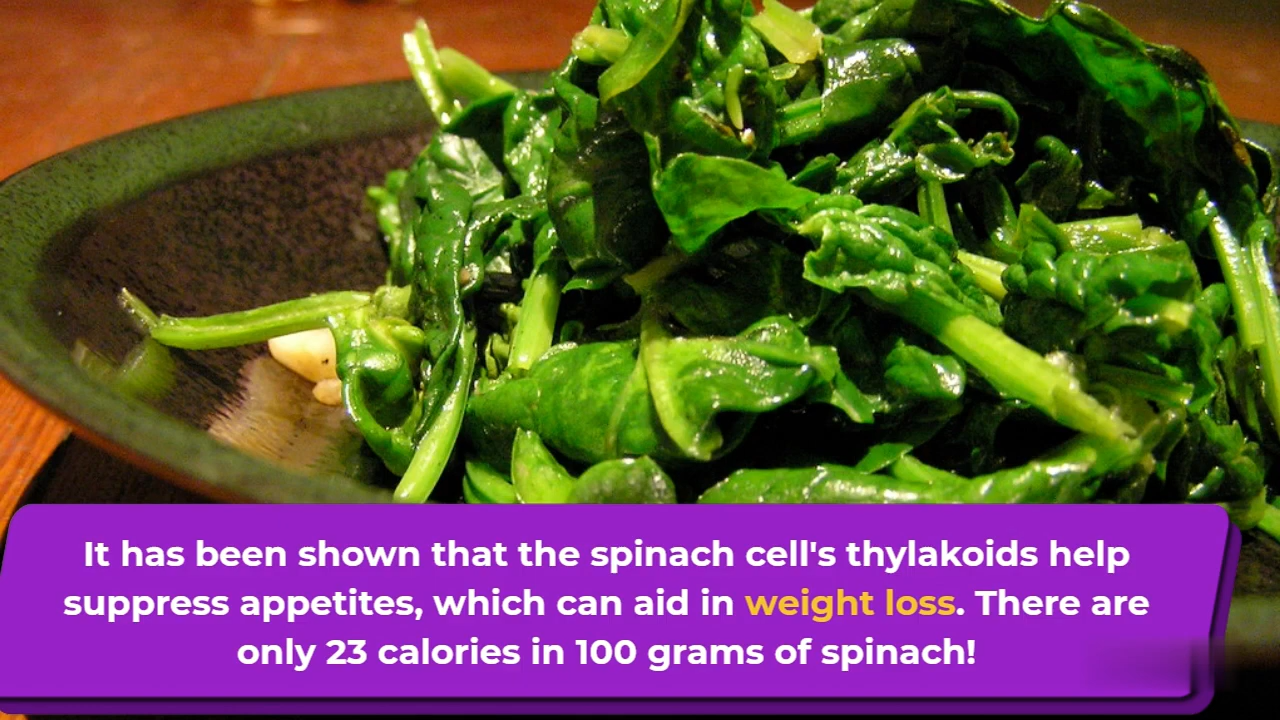 It has been shown that the spinach cell's thylakoids help
suppress appetites, which can aid in weight loss. There are
only 23 calories in 100 grams of spinach!